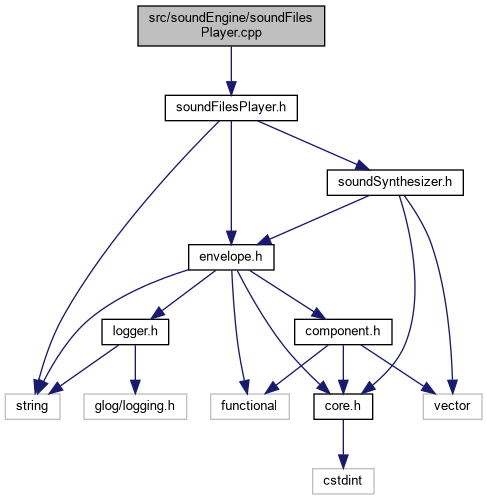 src/soundEngine/soundFiles
Player.cpp
soundFilesPlayer.h
soundSynthesizer.h
envelope.h
logger.h
component.h
string
glog/logging.h
functional
core.h
vector
cstdint